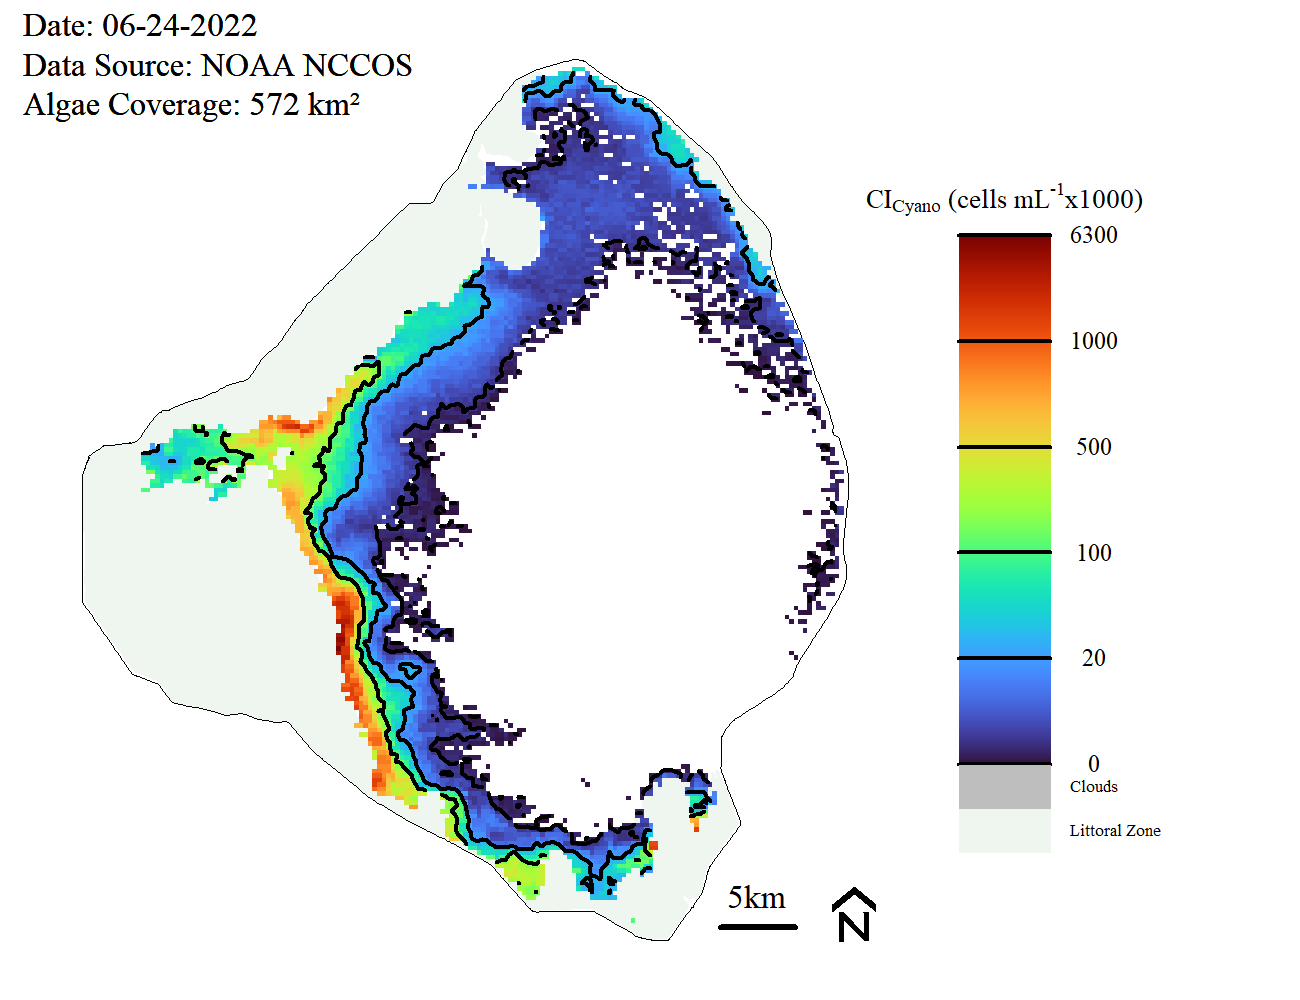 Date: 06-24-2022
Data Source: NOAA NCCOS
Algae Coverage: 572 km²
CICyano (cells mL-1x1000)
6300
1000
500
100
20
0
Clouds
Littoral Zone
5km
N